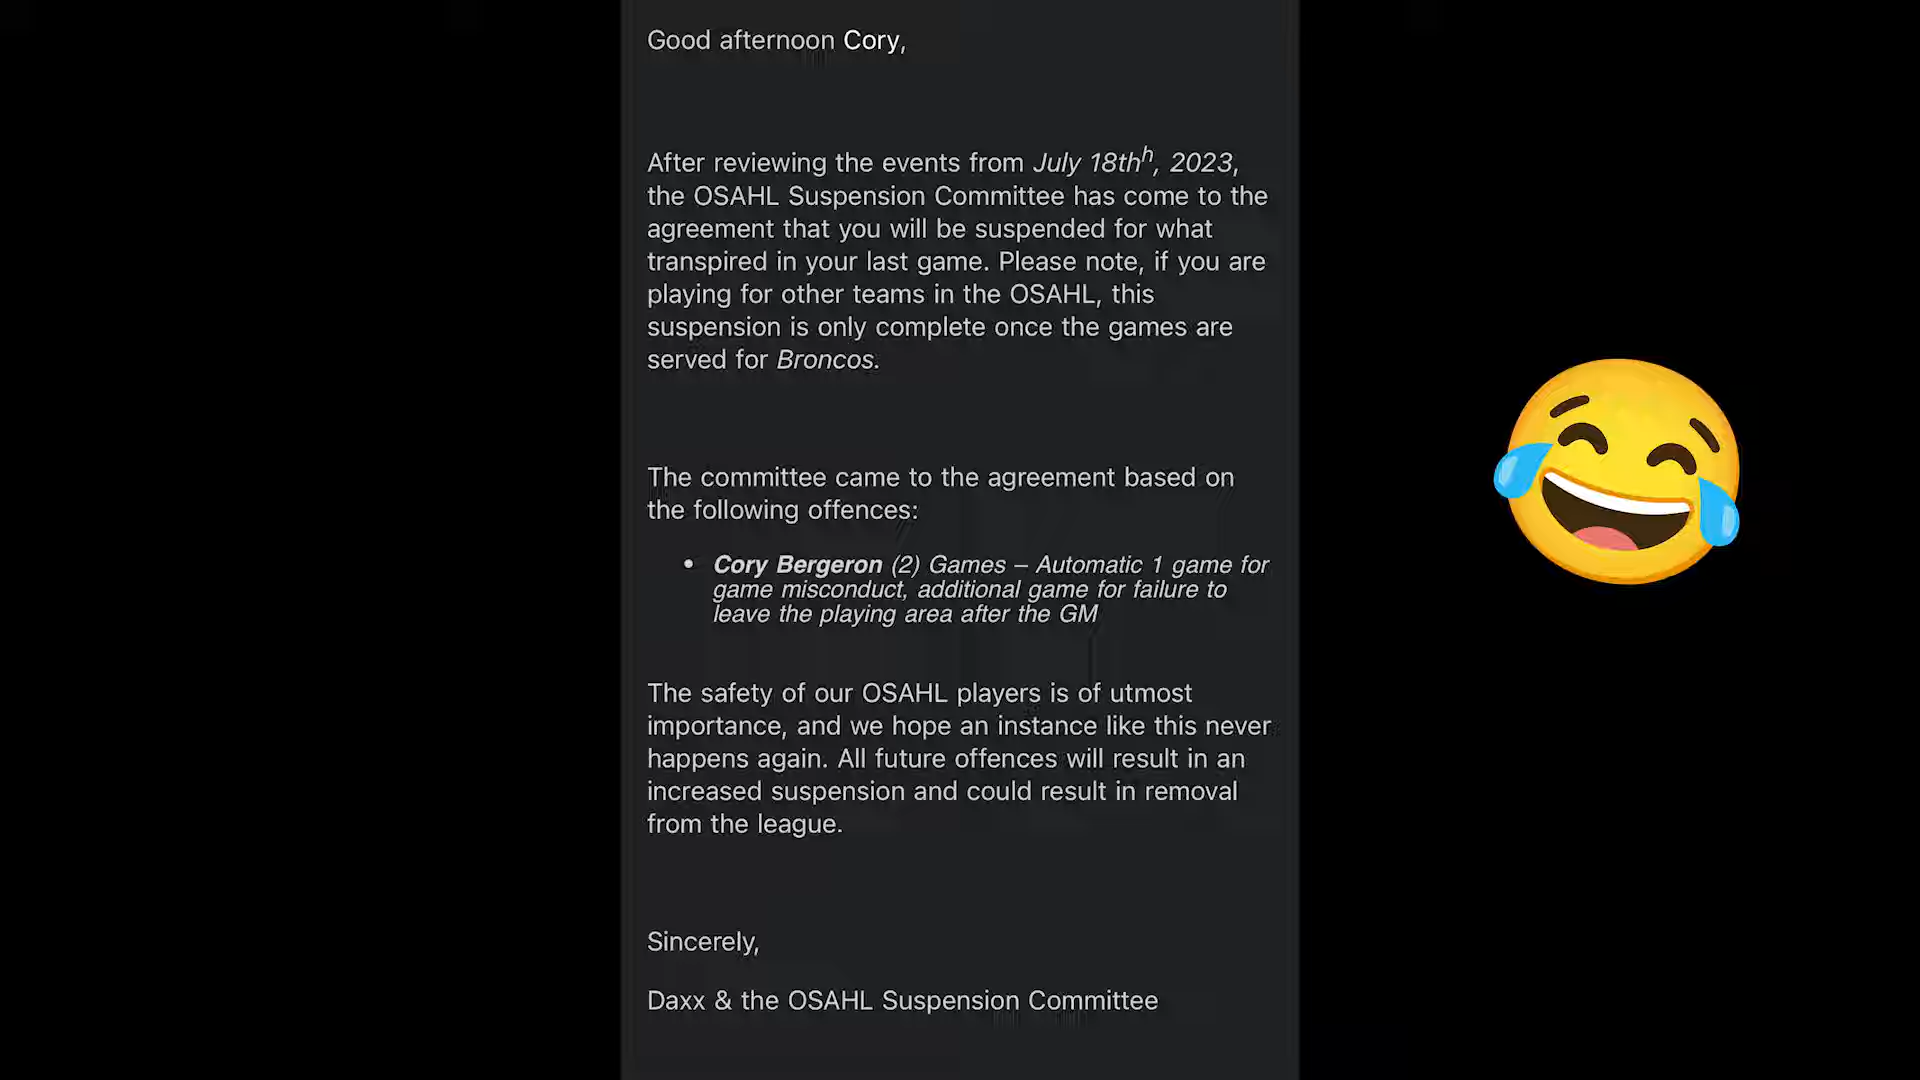 Good afternoon Cory,
After reviewing the events from July 18thh, 2023,
the OSAHL Suspension Committee has come to the
agreement that you will be suspended for what
transpired in your last game. Please note, if you are
playing for other teams in the OSAHL, this
suspension is only complete once the games are
served for Broncos.
The committee came to the agreement based on
the following offences:
• Cory Bergeron (2) Games – Automatic 1 game for
game misconduct, additional game for failure to
leave the playing area after the GM
The safety of our OSAHL players is of utmost
importance, and we hope an instance like this never
happens again. All future offences will result in an
increased suspension and could result in removal
from the league.
Sincerely,
Daxx & the OSAHL Suspension Committee